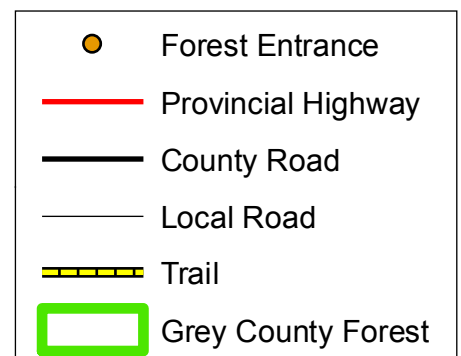 Forest Entrance
Provincial Highway
County Road
Local Road
Trail
Grey County Forest